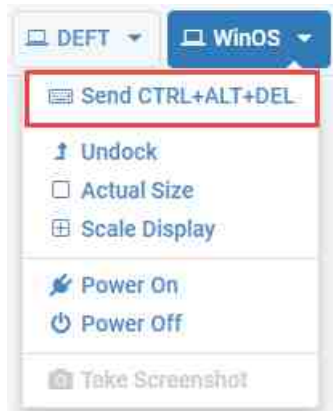 DEFT WinOS
Send CTRL+ALT+DEL
Undock
Actual Size
Scale Display
Power On
Power Off
Take Screenshot